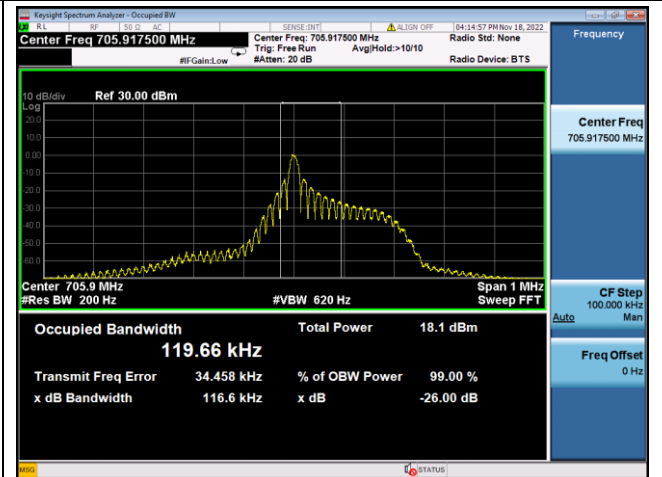 Keysight Spectrum Analyzer - Occupied BW
RL RF 50 Ω AC SENSE:INT ALIGN OFF 04:14:57 PM Nov 18, 2022
Center Freq 705.917500 MHz Center Freq: 705.917500 MHz Radio Std: None Frequency
Trig: Free Run Avg|Hold:>10/10
#IFGain:Low #Atten: 20 dB Radio Device: BTS
10 dB/div Ref 30.00 dBm
Log
20.0
10.0
0.00
-10.0
-20.0
-30.0
-40.0
-50.0
-60.0
Center Freq
705.917500 MHz
Center 705.9 MHz Span 1 MHz
#Res BW 200 Hz #VBW 620 Hz Sweep FFT
CF Step
100.000 kHz
Auto Man
Occupied Bandwidth Total Power 18.1 dBm
119.66 kHz
Freq Offset
0 Hz
Transmit Freq Error 34.458 kHz % of OBW Power 99.00 %
x dB Bandwidth 116.6 kHz x dB -26.00 dB
MSG STATUS